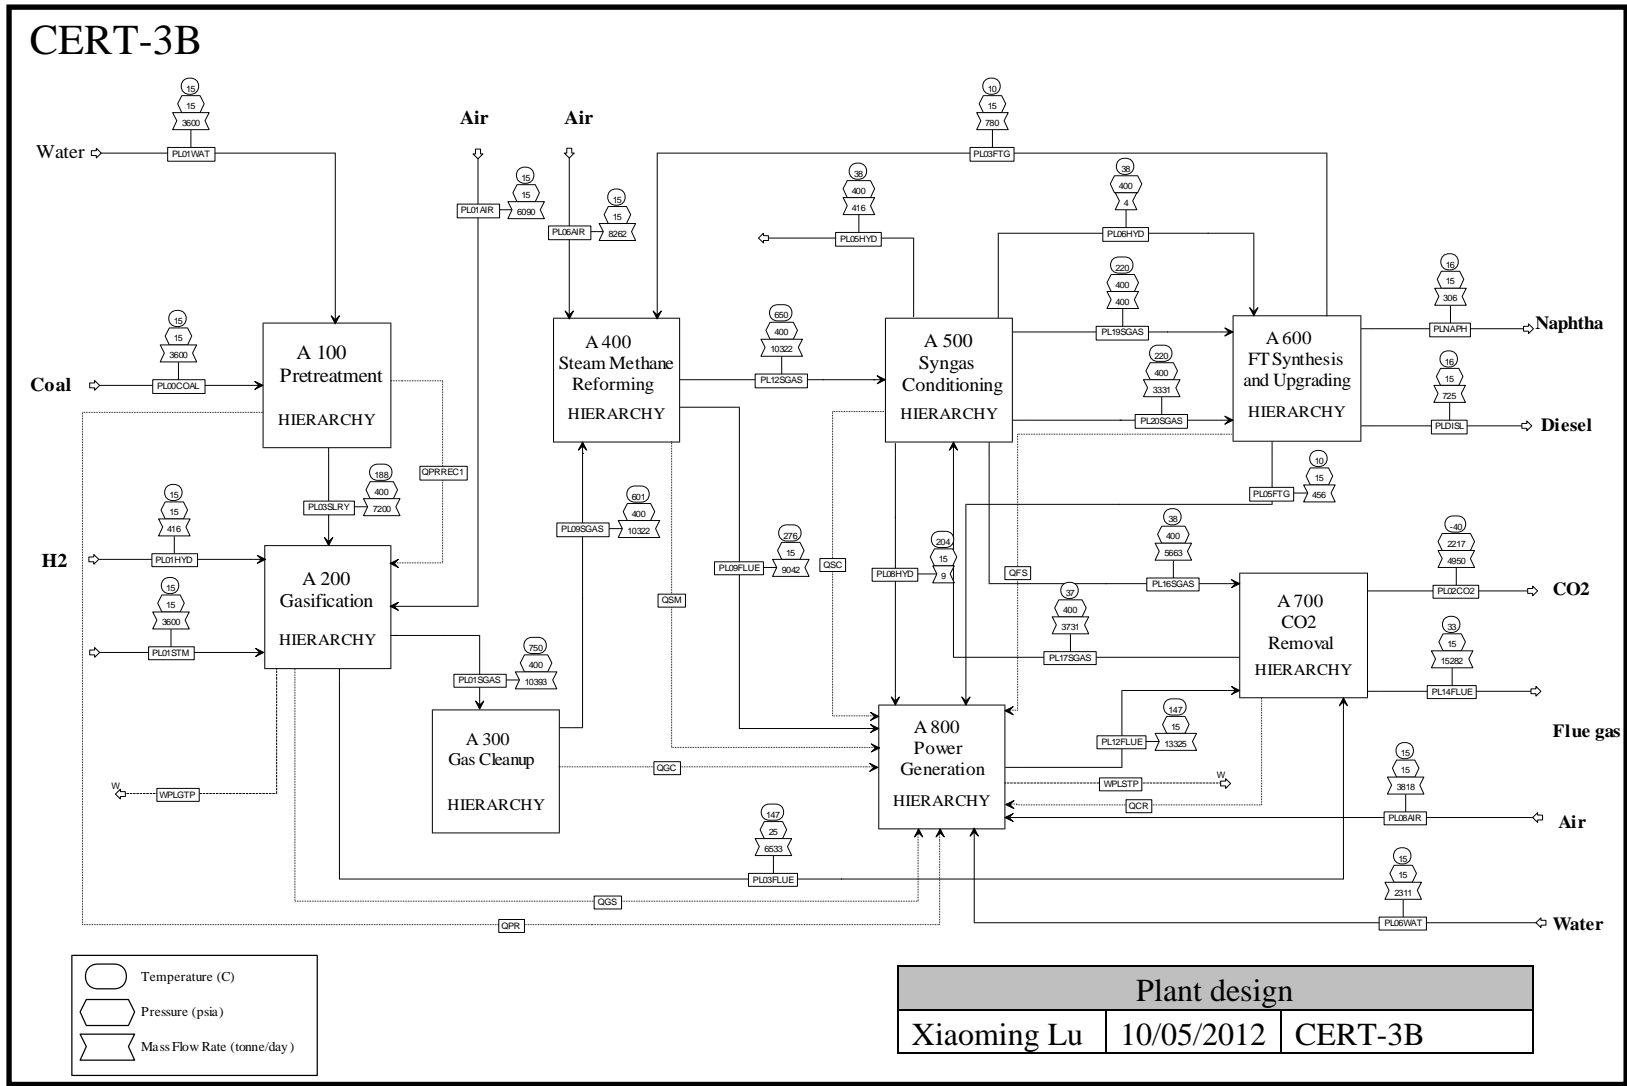 CERT-3B
15
15
3600
Water
PL01WAT
Air
Air
10
15
780
PL03FTG
15
15
6090
PL01AIR
15
15
8262
PL06AIR
38
400
416
PL05HYD
38
400
4
PL06HYD
220
400
400
PL19SGAS
16
15
306
PLNAPH
Naphtha
15
15
3600
PL00COAL
Coal
A 100
Pretreatment
HIERARCHY
A 400
Steam Methane
Reforming
HIERARCHY
650
400
10322
PL12SGAS
A 500
Syngas
Conditioning
HIERARCHY
220
400
3331
PL20SGAS
A 600
FT Synthesis
and Upgrading
HIERARCHY
16
15
725
PLDISL
Diesel
QPRREC1
188
400
7200
PL03SLRY
15
15
416
PL01HYD
H2
601
400
10322
PL09SGAS
276
15
9042
PL09FLUE
QSM
QSC
204
15
9
PL08HYD
QFS
10
15
456
PL05FTG
38
400
5663
PL16SGAS
37
400
3731
PL17SGAS
-40
2217
4950
PL02CO2
CO2
A 200
Gasification
HIERARCHY
15
15
3600
PL01STM
750
400
10393
PL01SGAS
A 700
CO2
Removal
HIERARCHY
33
15
15282
PL14FLUE
Flue gas
A 300
Gas Cleanup
HIERARCHY
QGC
A 800
Power
Generation
HIERARCHY
147
15
13325
PL12FLUE
W
WPLSTP
QCR
W
WPLGTP
15
15
3818
PL08AIR
Air
147
25
6533
PL03FLUE
QGS
QPR
15
15
2311
PL06WAT
Water
Temperature (C)
Pressure (psia)
Mass Flow Rate (tonne/day)
Plant design
Xiaoming Lu 10/05/2012 CERT-3B